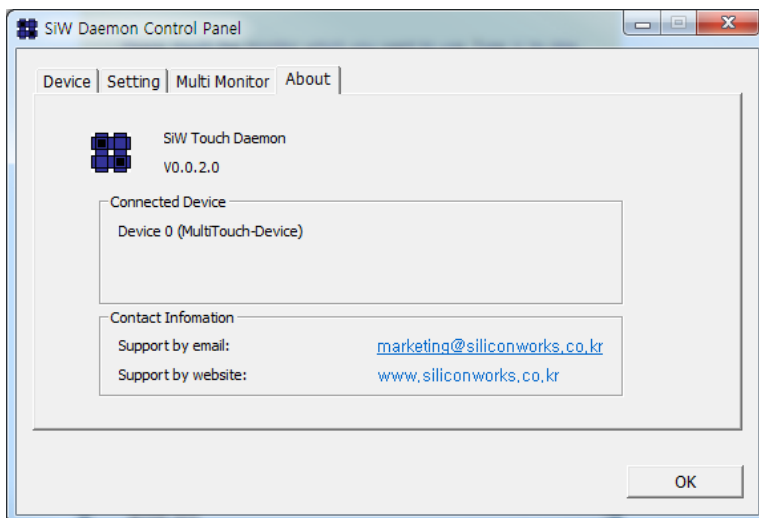 SiW Daemon Control Panel
Device
Setting
Multi Monitor
About
SiW Touch Daemon
V0.0.2.0
Connected Device
Device 0 (MultiTouch-Device)
Contact Infomation
Support by email: marketing@siliconworks.co.kr
Support by website: www.siliconworks.co.kr
OK